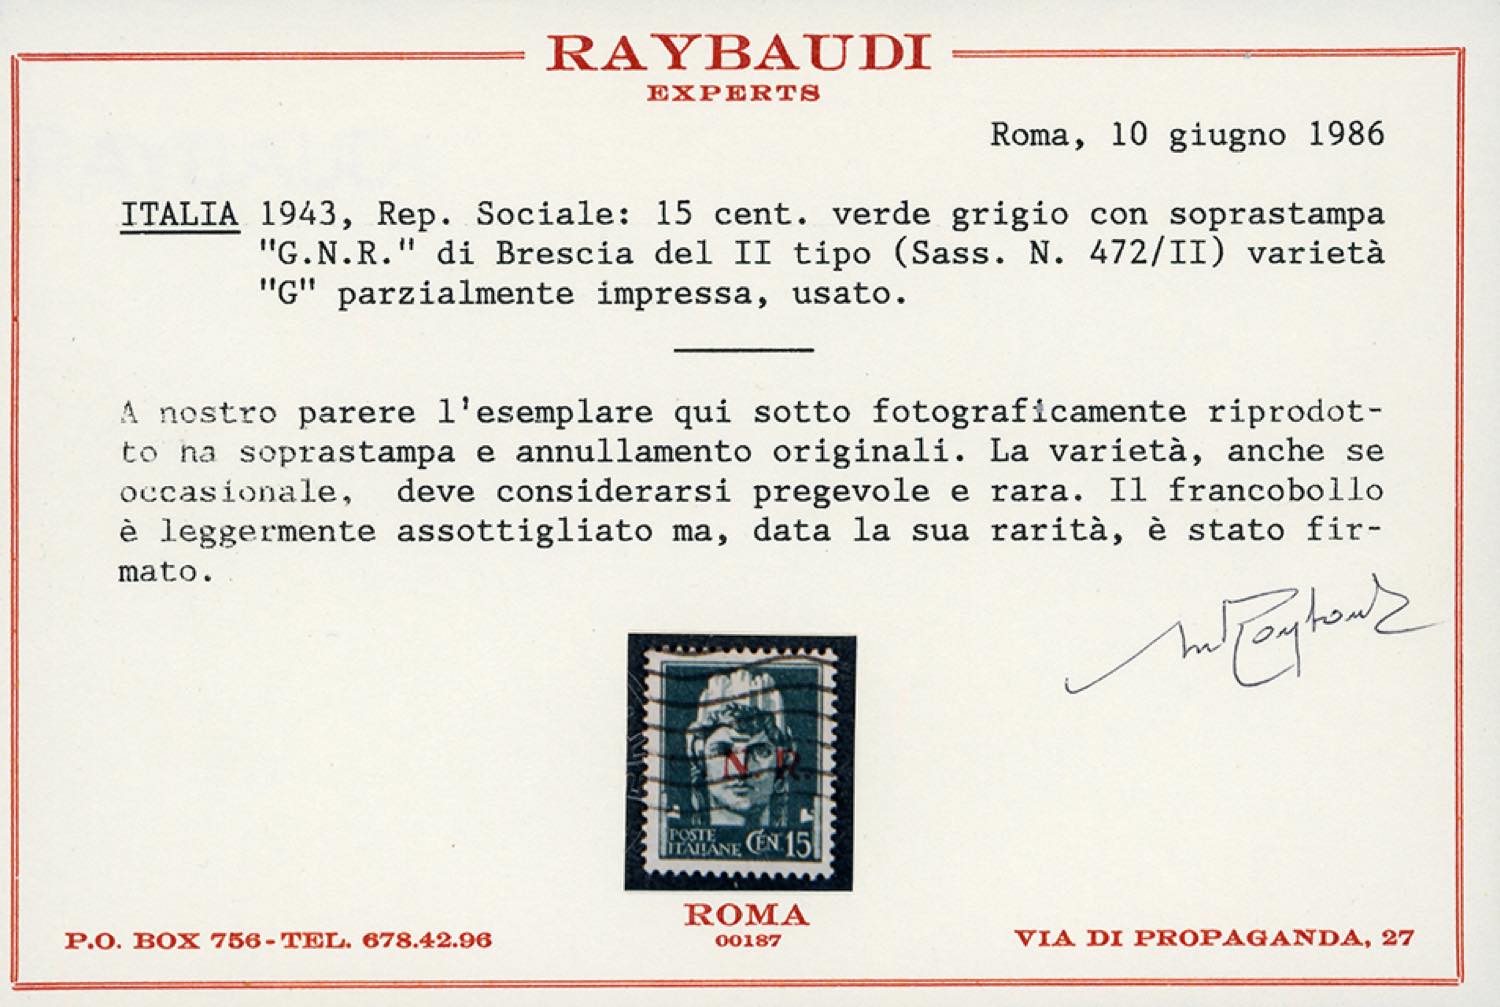 RAYBAUDI
EXPERTS
Roma, 10 giugno 1986
ITALIA 1943, Rep. Sociale: 15 cent. verde grigio con soprastampa
"G.N.R." di Brescia del II tipo (Sass. N. 472/II) varietà
"G" parzialmente impressa, usato.
A nostro parere l'esemplare qui sotto fotograficamente riprodot-
to ha soprastampa e annullamento originali. La varietà, anche se
occasionale, deve considerarsi pregevole e rara. Il francobollo
è leggermente assottigliato ma, data la sua rarità, è stato fir-
mato.
N. R.
POSTE
ITALIANE CEN. 15
ROMA
00187
P.O. BOX 756-TEL. 678.42.96
VIA DI PROPAGANDA, 27